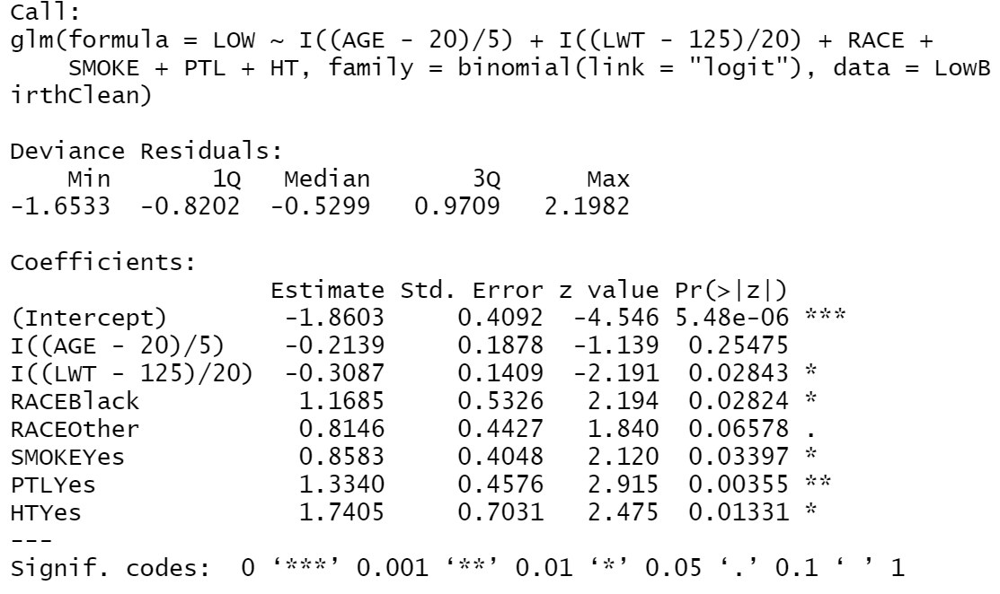 Call:
glm(formula = LOW ~ I((AGE - 20)/5) + I((LWT - 125)/20) + RACE +
    SMOKE + PTL + HT, family = binomial(link = "logit"), data = LowB
irthClean)

Deviance Residuals:
    Min       1Q   Median       3Q      Max
-1.6533  -0.8202  -0.5299   0.9709   2.1982

Coefficients:
                  Estimate Std. Error z value Pr(>|z|)
(Intercept)        -1.8603     0.4092  -4.546 5.48e-06 ***
I((AGE - 20)/5)    -0.2139     0.1878  -1.139  0.25475
I((LWT - 125)/20)  -0.3087     0.1409  -2.191  0.02843 *
RACEBlack           1.1685     0.5326   2.194  0.02824 *
RACEOther           0.8146     0.4427   1.840  0.06578 .
SMOKEYes            0.8583     0.4048   2.120  0.03397 *
PTLYes              1.3340     0.4576   2.915  0.00355 **
HTYes               1.7405     0.7031   2.475  0.01331 *
---
Signif. codes:  0 ‘***’ 0.001 ‘**’ 0.01 ‘*’ 0.05 ‘.’ 0.1 ‘ ’ 1